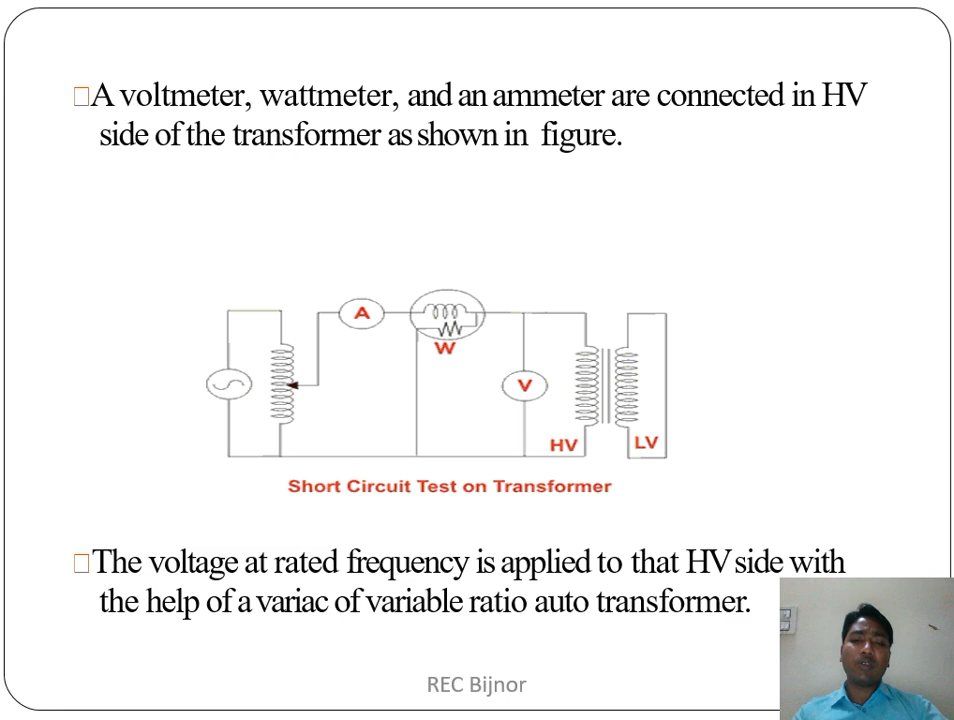 A voltmeter, wattmeter, and an ammeter are connected in HV
side of the transformer as shown in figure.
A
W
V
HV
LV
Short Circuit Test on Transformer
The voltage at rated frequency is applied to that HV side with
the help of a variac of variable ratio auto transformer.
REC Bijnor